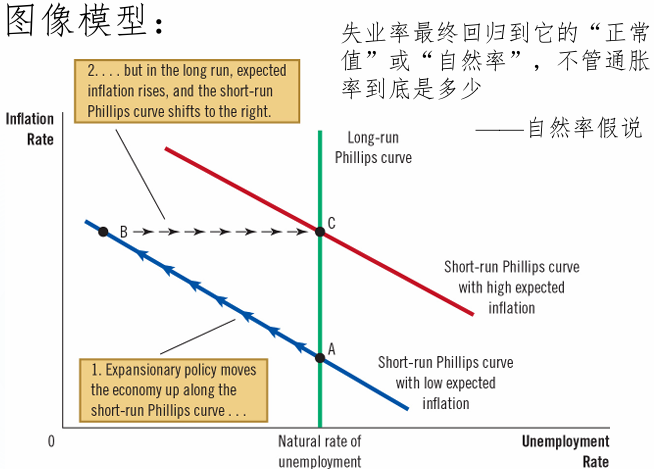 图像模型：
失业率最终回归到它的“正常
值”或“自然率”，不管通胀
率到底是多少
——自然率假说
2. . . . but in the long run, expected
inflation rises, and the short-run
Phillips curve shifts to the right.
Inflation
Rate
Long-run
Phillips curve
B
C
Short-run Phillips curve
with high expected
inflation
A
1. Expansionary policy moves
the economy up along the
short-run Phillips curve . . .
Short-run Phillips curve
with low expected
inflation
0
Natural rate of
unemployment
Unemployment
Rate